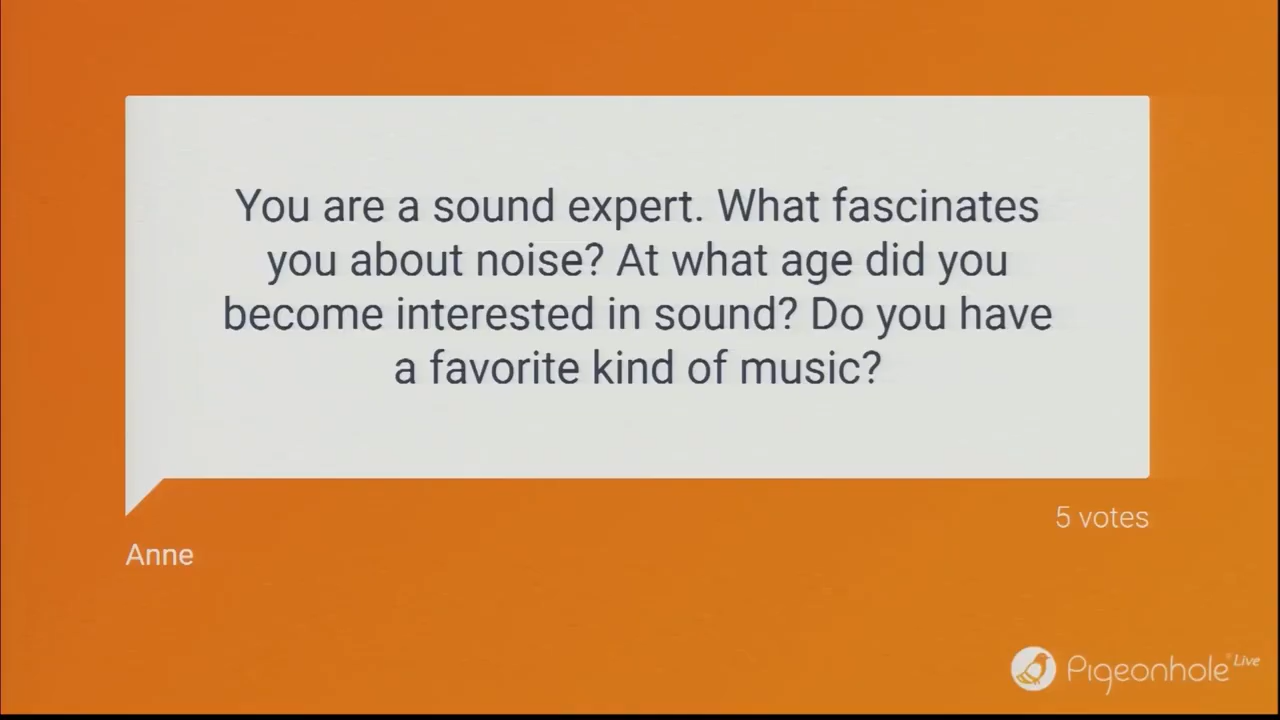 You are a sound expert. What fascinates
you about noise? At what age did you
become interested in sound? Do you have
a favorite kind of music?
5 votes
Anne
Pigeonhole® Live